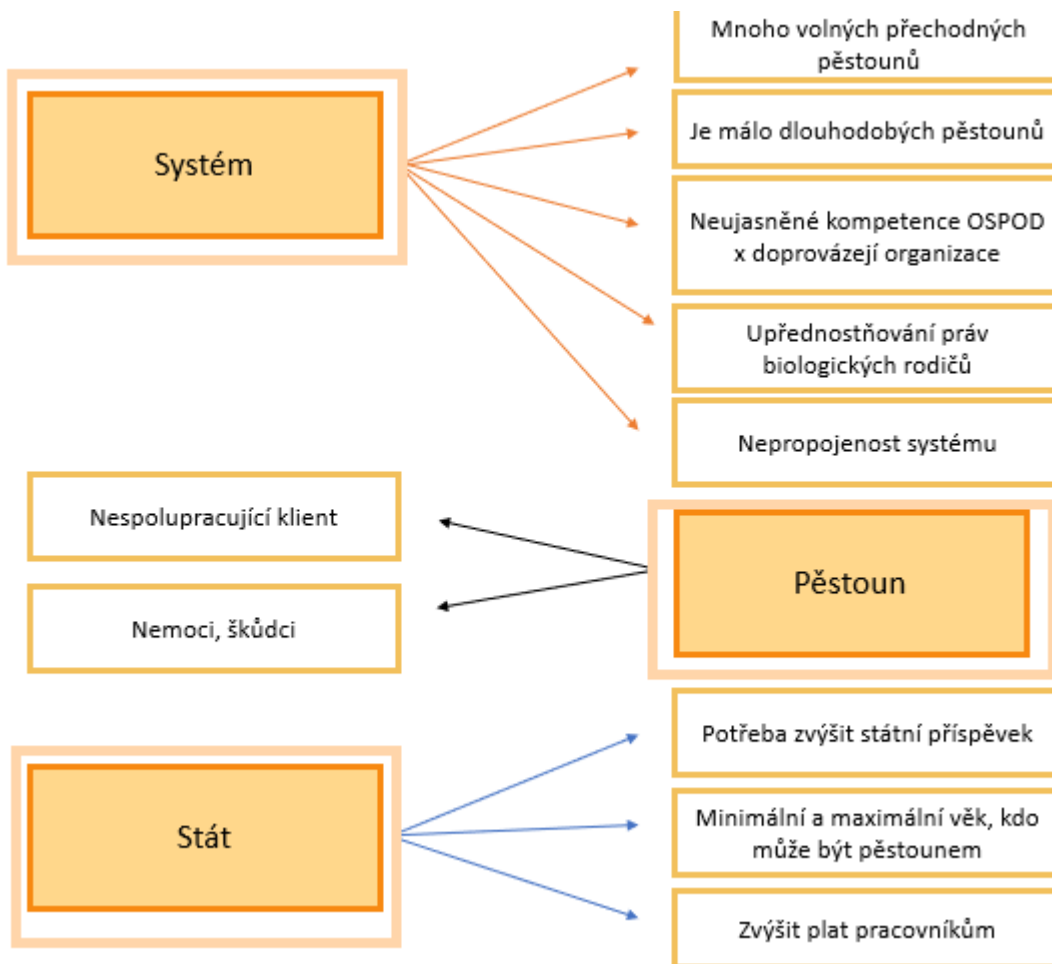 Systém
Mnoho volných přechodných
pěstounů
Je málo dlouhodobých pěstounů
Neujasněné kompetence OSPOD
x doprovázejí organizace
Upřednostňování práv
biologických rodičů
Nepropojenost systému
Pěstoun
Nespolupracující klient
Nemoci, škůdci
Stát
Potřeba zvýšit státní příspěvek
Minimální a maximální věk, kdo
může být pěstounem
Zvýšit plat pracovníkům